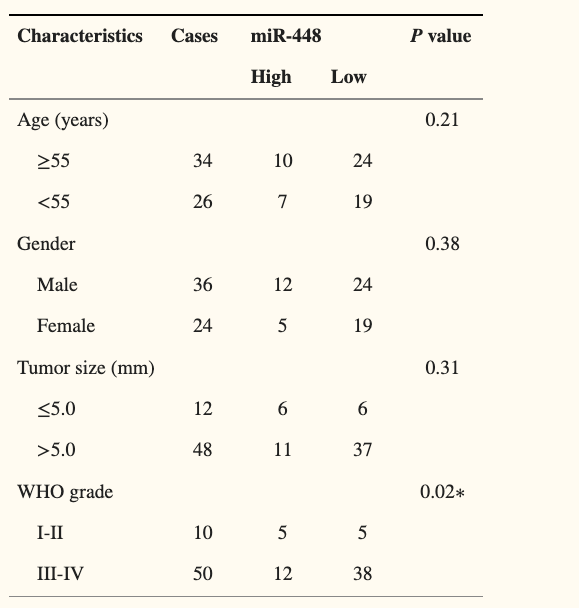 Characteristics Cases miR-448 P value
High Low
Age (years) 0.21
≥55 34 10 24
<55 26 7 19
Gender 0.38
Male 36 12 24
Female 24 5 19
Tumor size (mm) 0.31
≤5.0 12 6 6
>5.0 48 11 37
WHO grade 0.02*
I-II 10 5 5
III-IV 50 12 38